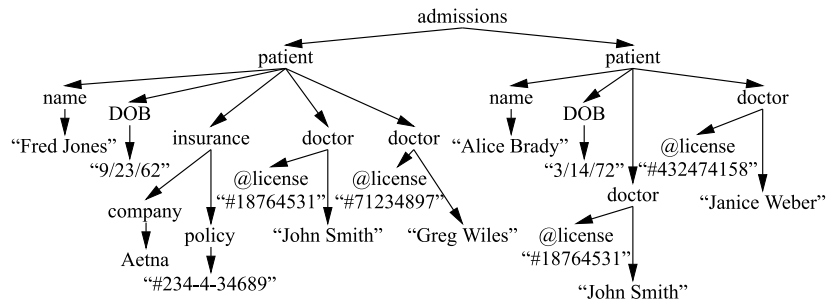 admissions
patient
patient
name
DOB
insurance
doctor
doctor
name
DOB
doctor
“Fred Jones”
“9/23/62”
@license
“#18764531”
@license
“#71234897”
“Alice Brady”
“3/14/72”
@license
“#432474158”
company
policy
“John Smith”
“Greg Wiles”
doctor
“Janice Weber”
Aetna
“#234-4-34689”
@license
“#18764531”
“John Smith”